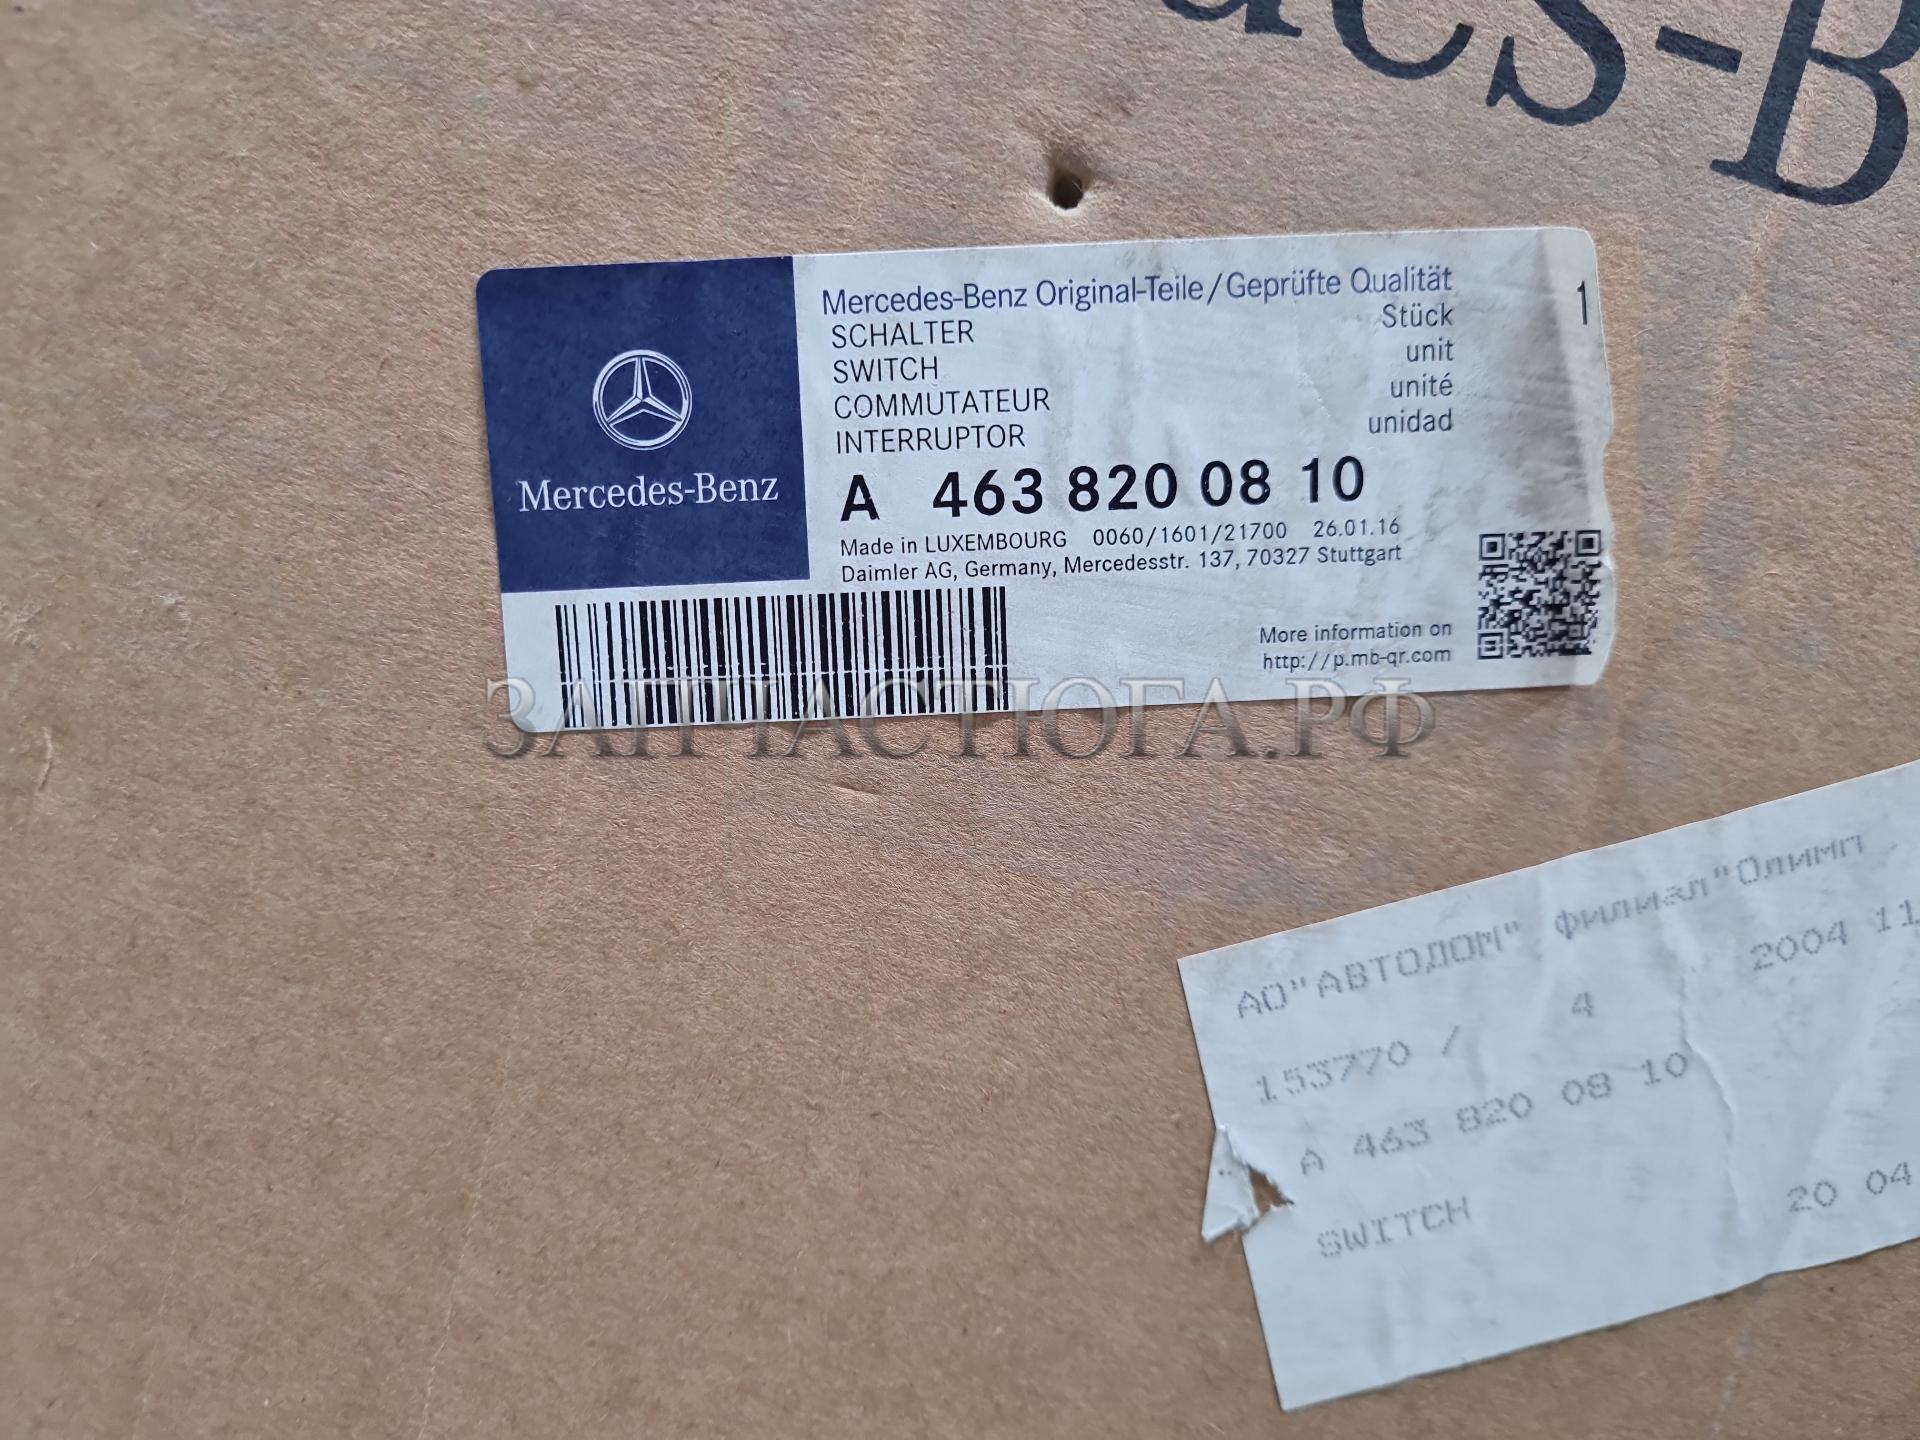 des-B
Mercedes-Benz
Mercedes-Benz Original-Teile/Geprüfte Qualität
SCHALTER
SWITCH
COMMUTATEUR
INTERRUPTOR
Stück
unit
unité
unidad
1
A 463 820 08 10
Made in LUXEMBOURG 0060/1601/21700 26.01.16
Daimler AG, Germany, Mercedesstr. 137, 70327 Stuttgart
More information on
http://p.mb-qr.com
ЗАПЧАСТЮГА.РФ
АО"АВТОДОМ" филиал"Олимп
153770 / 4 2004 11
A 463 820 08 10
SWITCH 20 04